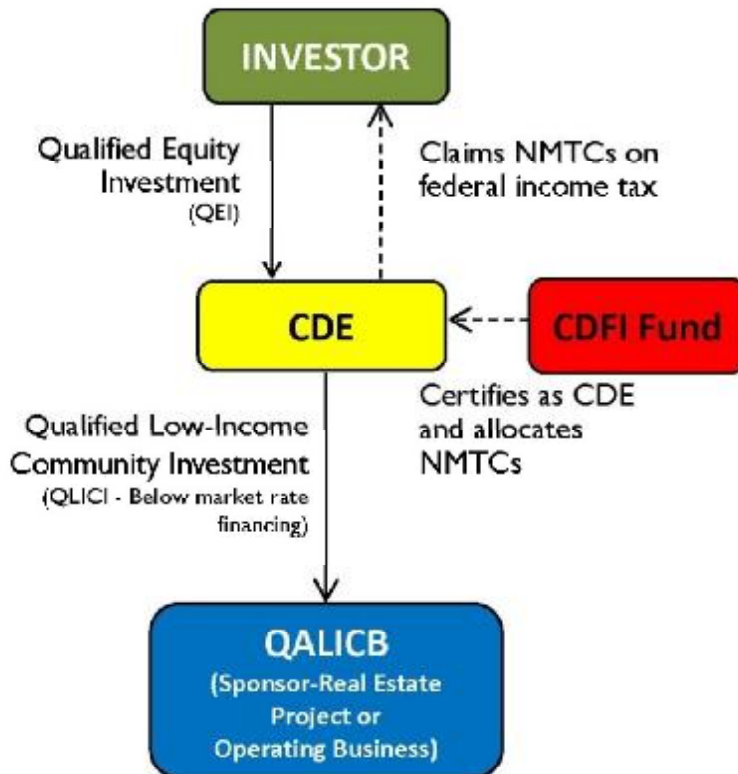 INVESTOR
Qualified Equity
Investment
(QEI)
Claims NMTCs on
federal income tax
CDE
CDFI Fund
Certifies as CDE
and allocates
NMTCs
Qualified Low-Income
Community Investment
(QLICI - Below market rate
financing)
QALICB
(Sponsor-Real Estate
Project or
Operating Business)